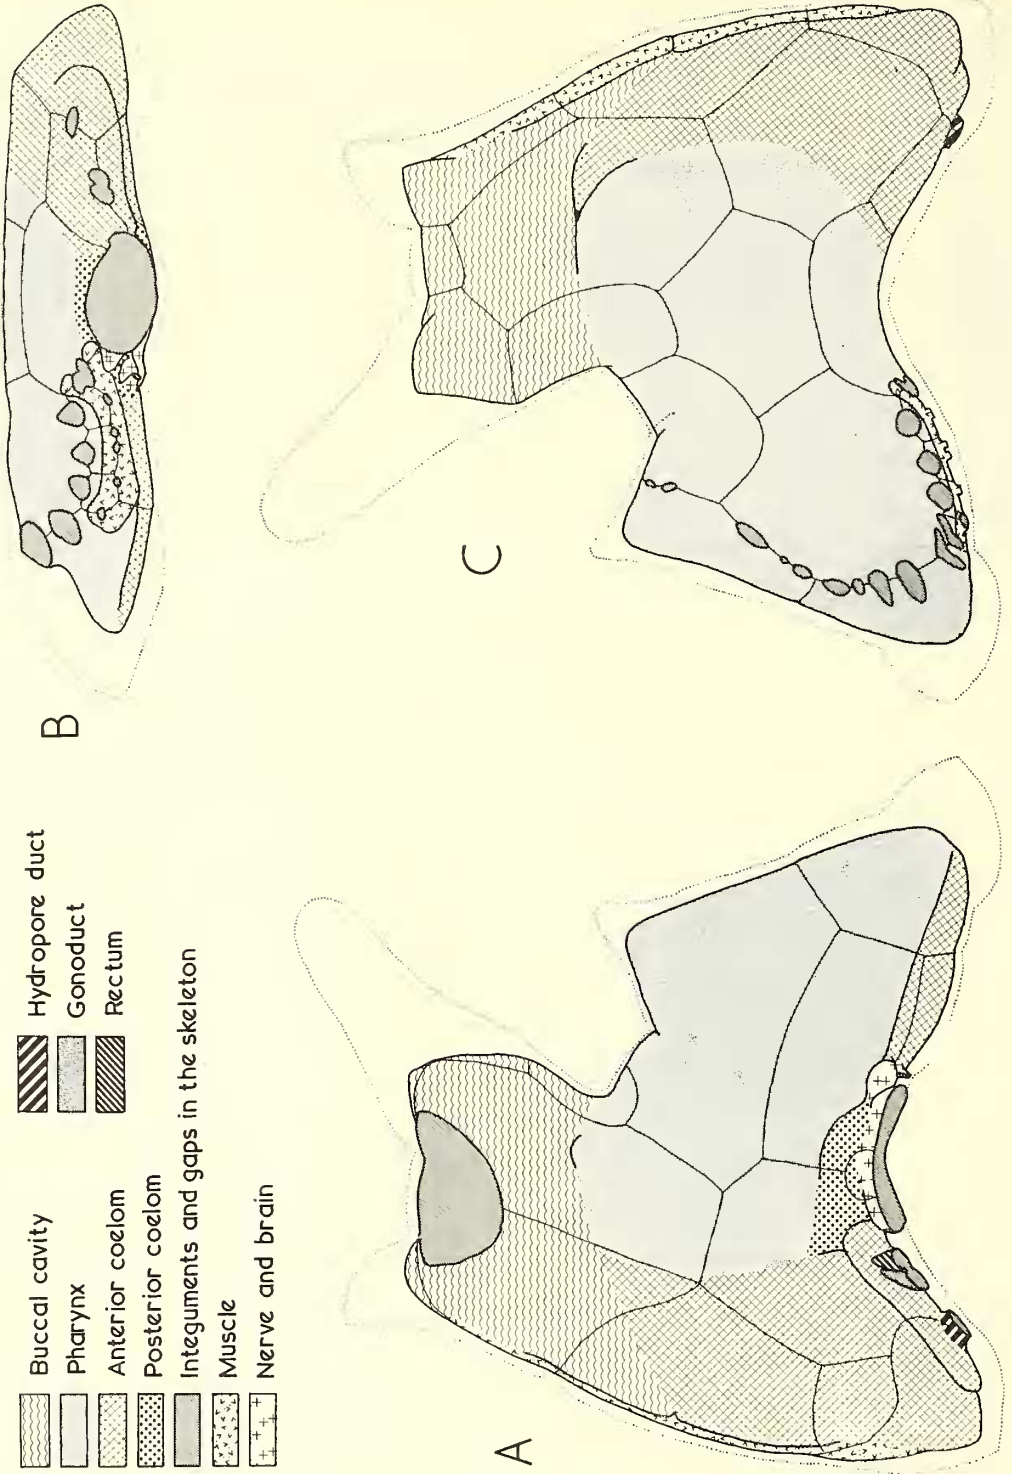 Buccal cavity
Pharynx
Anterior coelom
Posterior coelom
Integuments and gaps in the skeleton
Muscle
Nerve and brain
Hydropore duct
Gonoduct
Rectum
A
B
C